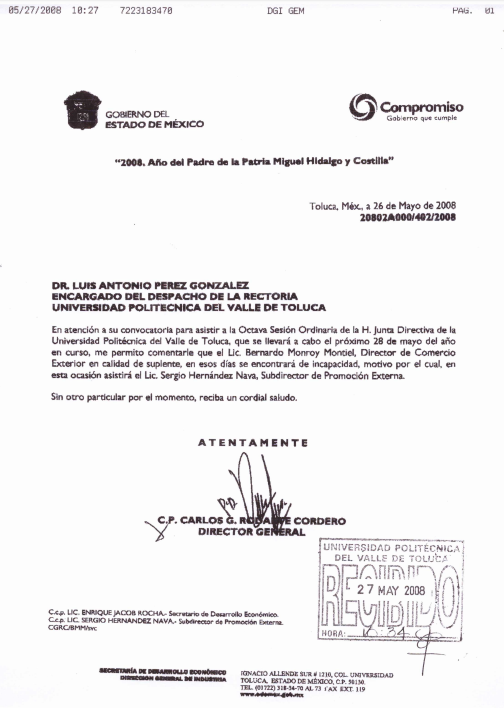 05/27/2008 10:27 7223183470 DGI GEM PAG. 01
GOBIERNO DEL
ESTADO DE MÉXICO
Compromiso
Gobierno que cumple
"2008. Año del Padre de la Patria Miguel Hidalgo y Costilla"
Toluca, Méx., a 26 de Mayo de 2008
20802A000/402/2008
DR. LUIS ANTONIO PEREZ GONZALEZ
ENCARGADO DEL DESPACHO DE LA RECTORIA
UNIVERSIDAD POLITECNICA DEL VALLE DE TOLUCA
En atención a su convocatoria para asistir a la Octava Sesión Ordinaria de la H. Junta Directiva de la
Universidad Politécnica del Valle de Toluca, que se llevará a cabo el próximo 28 de mayo del año
en curso, me permito comentarle que el Lic. Bernardo Monroy Montiel, Director de Comercio
Exterior en calidad de suplente, en esos días se encontrará de incapacidad, motivo por el cual, en
esta ocasión asistirá el Lic. Sergio Hernández Nava, Subdirector de Promoción Externa.
Sin otro particular por el momento, reciba un cordial saludo.
ATENTAMENTE
P.P.
C.P. CARLOS G. CORDERO
DIRECTOR GENERAL
UNIVERSIDAD POLITECNICA
DEL VALLE DE TOLUCA
RECIBIDO
27 MAY 2008
HORA: 10:34
C.c.p. LIC. ENRIQUE JACOB ROCHA.- Secretario de Desarrollo Económico.
C.c.p. LIC. SERGIO HERNANDEZ NAVA.- Subdirector de Promoción Externa.
CGRC/BMM/svc
SECRETARÍA DE DESARROLLO ECONÓMICO
DIRECCIÓN GENERAL DE INDUSTRIA
IGNACIO ALLENDE SUR # 1210, COL. UNIVERSIDAD
TOLUCA, ESTADO DE MÉXICO, C.P. 50130.
TEL. (01722) 318-34-70 AL 73 FAX EXT. 119
www.edomex.gob.mx